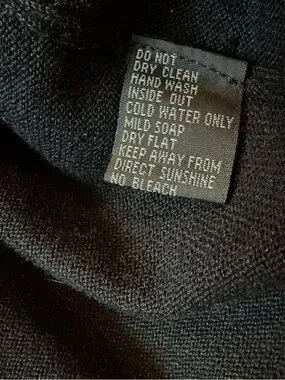 DO NOT
DRY CLEAN
HAND WASH
INSIDE OUT
COLD WATER ONLY
MILD SOAP
DRY FLAT
KEEP AWAY FROM
DIRECT SUNSHINE
NO BLEACH